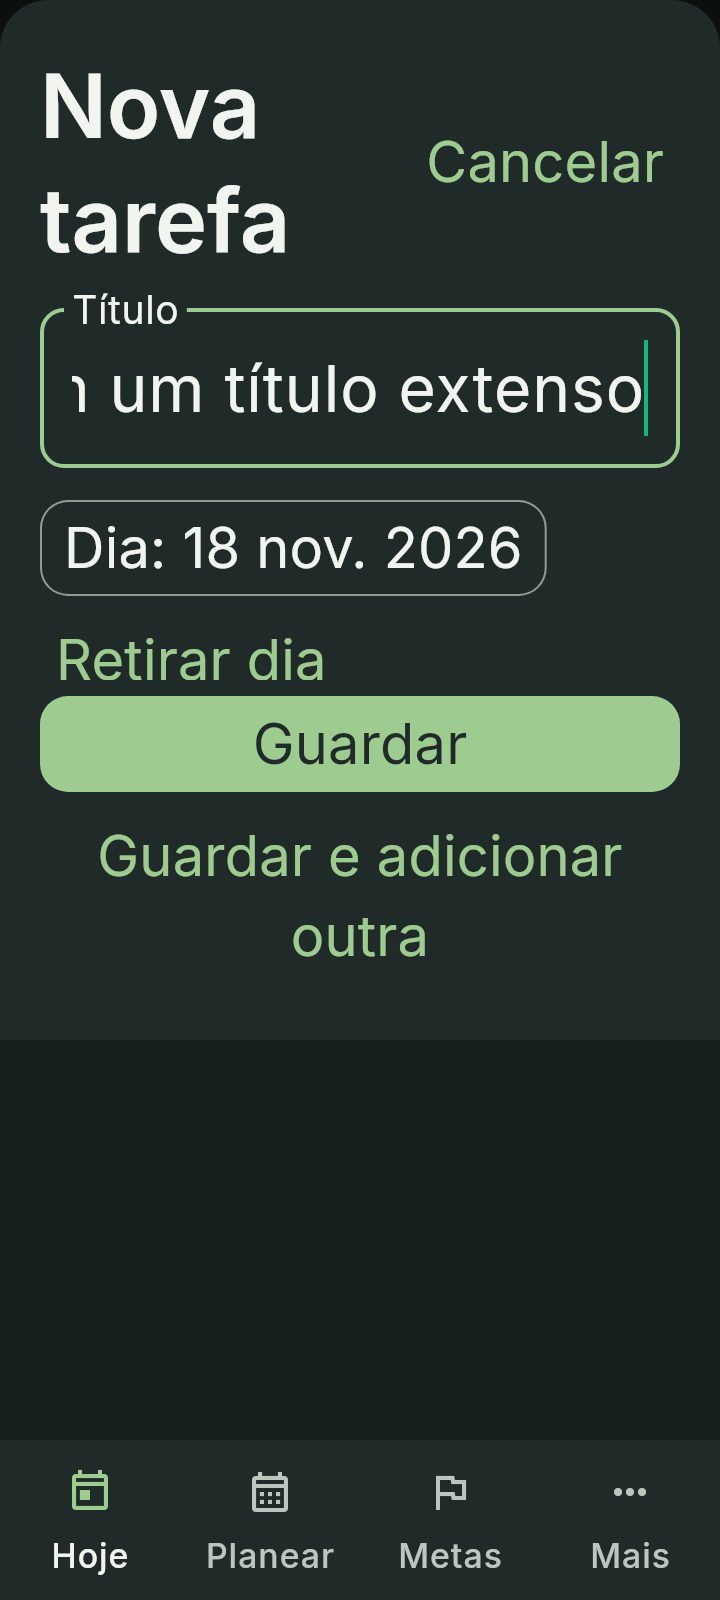 Nova
tarefa
Cancelar
Título
um título extenso
Dia: 18 nov. 2026
Retirar dia
Guardar
Guardar e adicionar
outra
Hoje
Planear
Metas
Mais